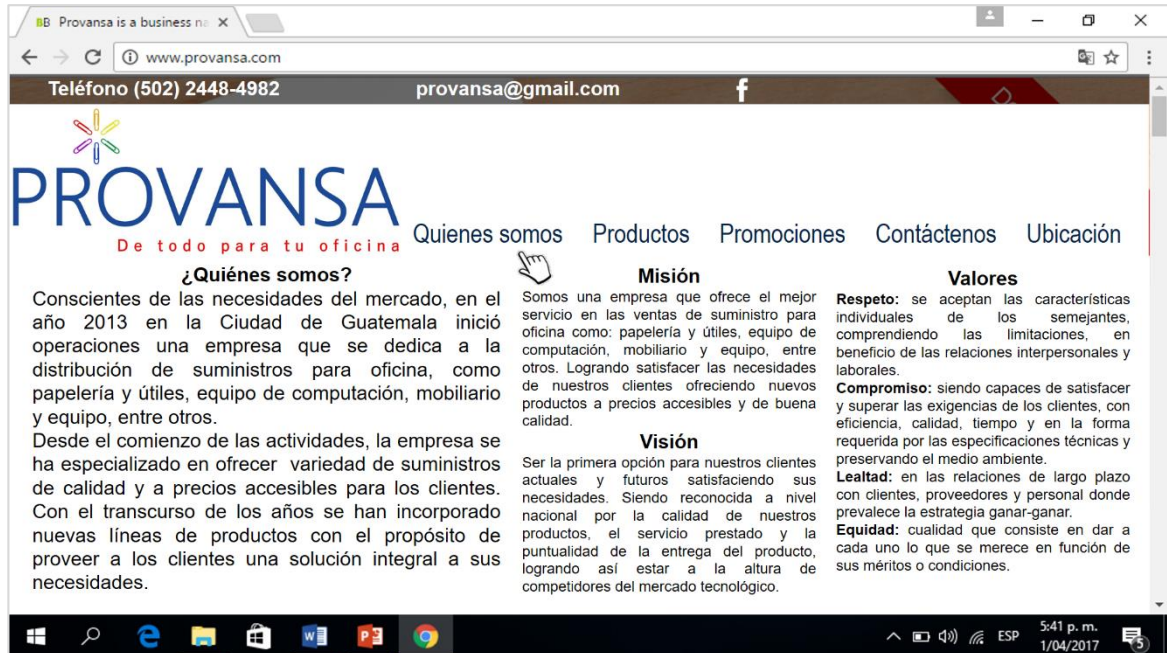 BB Provansa is a business na
www.provansa.com
Teléfono (502) 2448-4982 provansa@gmail.com f
PROVANSA
De todo para tu oficina
Quienes somos Productos Promociones Contáctenos Ubicación
¿Quiénes somos?
Conscientes de las necesidades del mercado, en el
año 2013 en la Ciudad de Guatemala inició
operaciones una empresa que se dedica a la
distribución de suministros para oficina, como
papelería y útiles, equipo de computación, mobiliario
y equipo, entre otros.
Desde el comienzo de las actividades, la empresa se
ha especializado en ofrecer variedad de suministros
de calidad y a precios accesibles para los clientes.
Con el transcurso de los años se han incorporado
nuevas líneas de productos con el propósito de
proveer a los clientes una solución integral a sus
necesidades.
Misión
Somos una empresa que ofrece el mejor
servicio en las ventas de suministro para
oficina como: papelería y útiles, equipo de
computación, mobiliario y equipo, entre
otros. Logrando satisfacer las necesidades
de nuestros clientes ofreciendo nuevos
productos a precios accesibles y de buena
calidad.
Visión
Ser la primera opción para nuestros clientes
actuales y futuros satisfaciendo sus
necesidades. Siendo reconocida a nivel
nacional por la calidad de nuestros
productos, el servicio prestado y la
puntualidad de la entrega del producto,
logrando así estar a la altura de
competidores del mercado tecnológico.
Valores
Respeto: se aceptan las características
individuales de los semejantes,
comprendiendo las limitaciones, en
beneficio de las relaciones interpersonales y
laborales.
Compromiso: siendo capaces de satisfacer
y superar las exigencias de los clientes, con
eficiencia, calidad, tiempo y en la forma
requerida por las especificaciones técnicas y
preservando el medio ambiente.
Lealtad: en las relaciones de largo plazo
con clientes, proveedores y personal donde
prevalece la estrategia ganar-ganar.
Equidad: cualidad que consiste en dar a
cada uno lo que se merece en función de
sus méritos o condiciones.
ESP
5:41 p. m.
1/04/2017
5